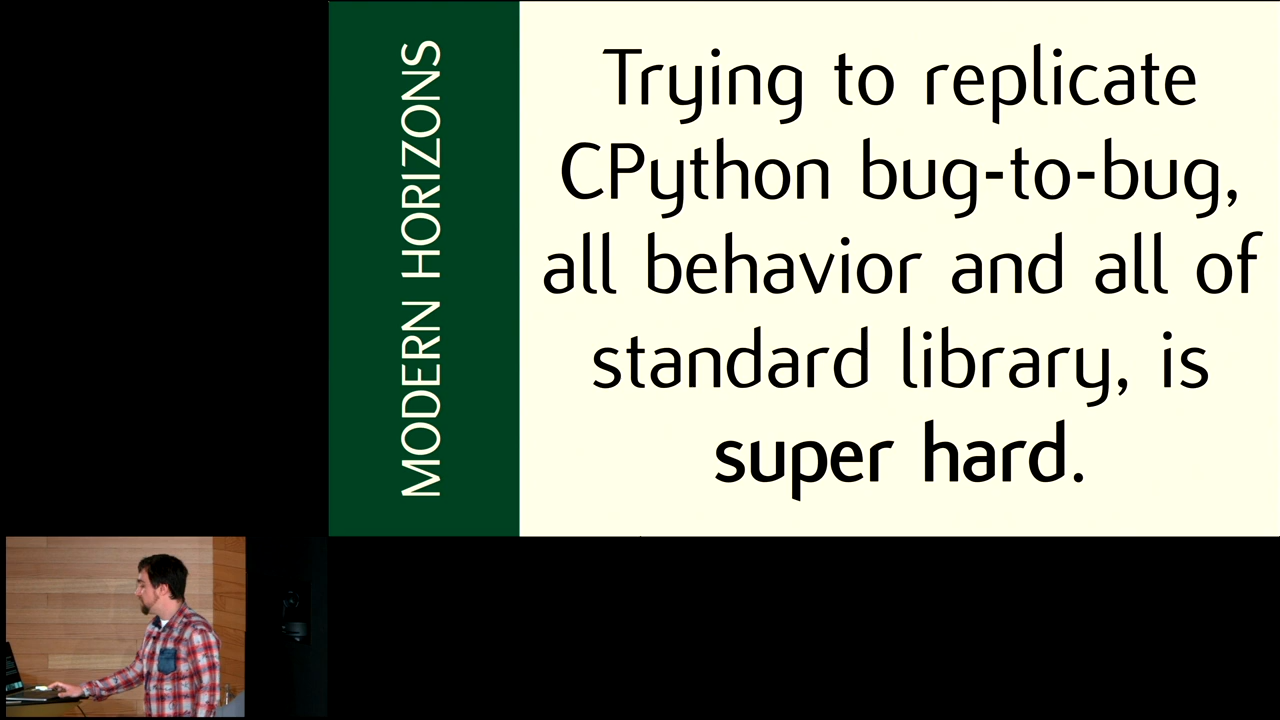 MODERN HORIZONS
Trying to replicate
CPython bug-to-bug,
all behavior and all of
standard library, is
super hard.